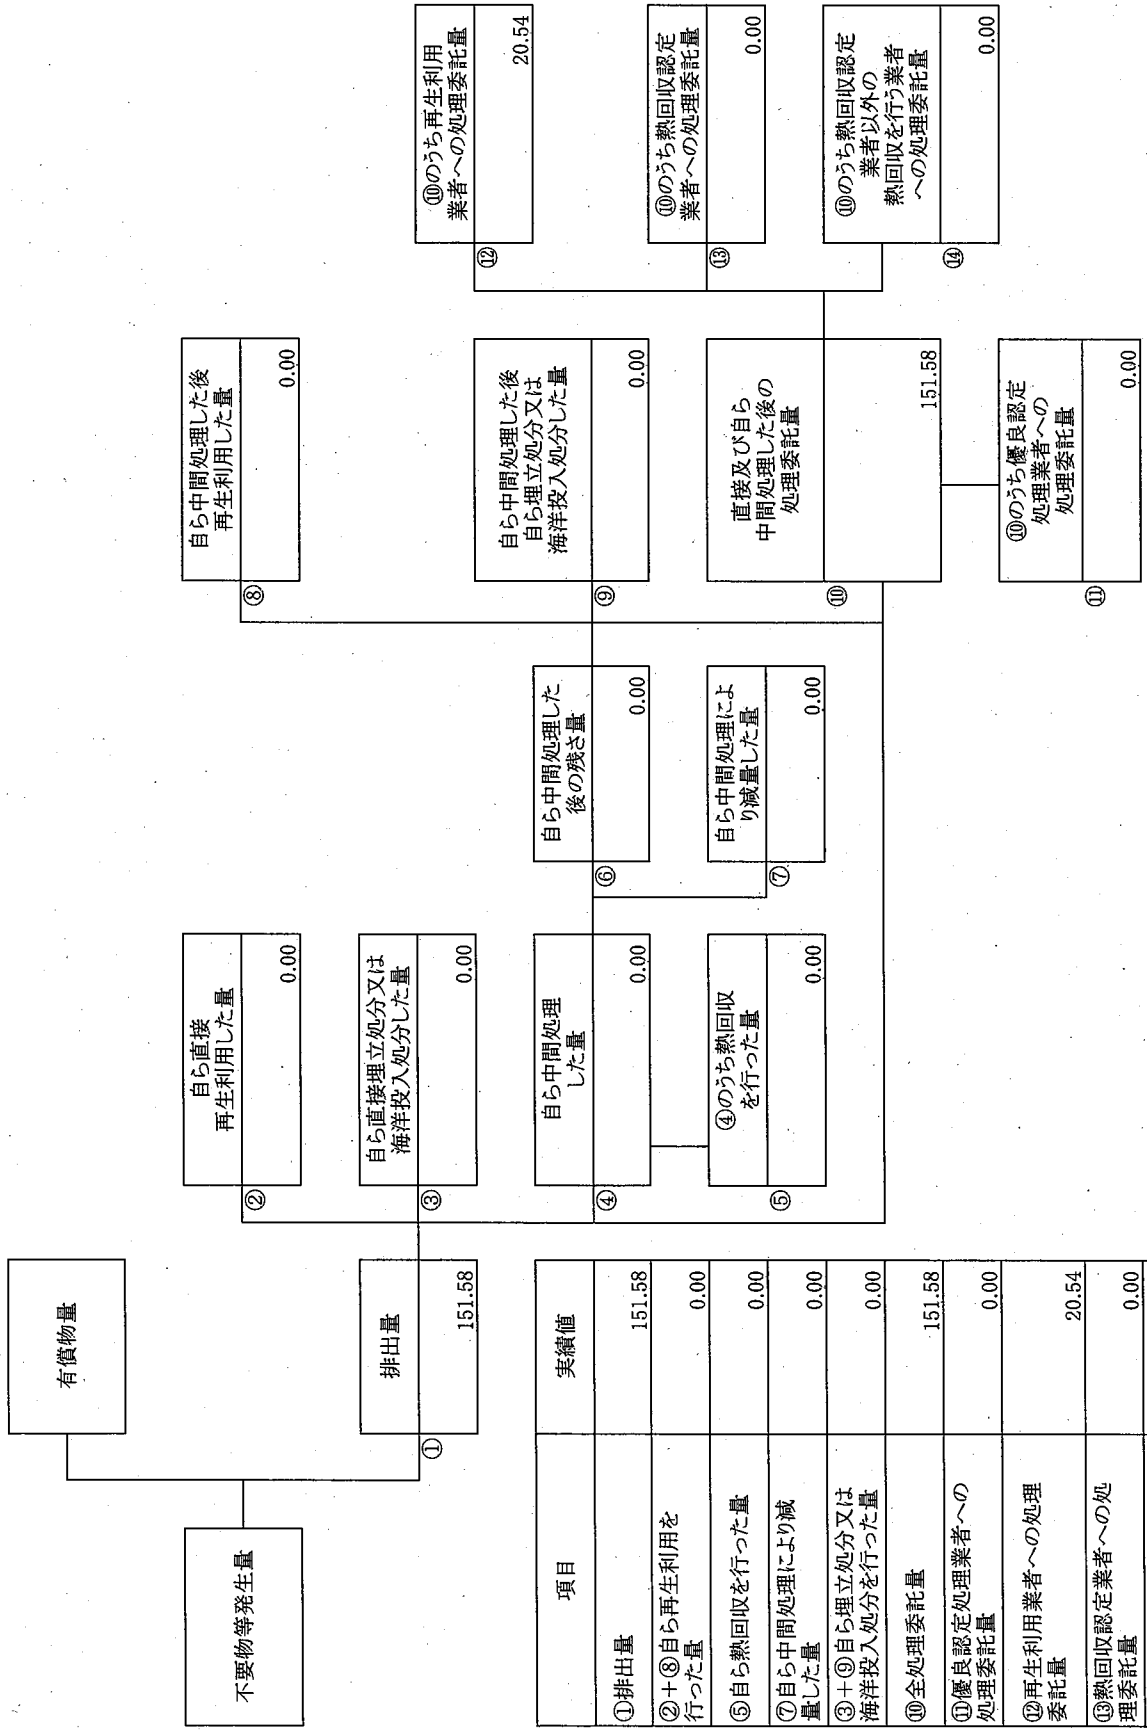 不要物等発生量
有償物量
排出量
①
151.58
自ら直接
再生利用した量
②
0.00
自ら直接埋立処分又は
海洋投入処分した量
③
0.00
自ら中間処理
した量
④
0.00
④のうち熱回収
を行った量
⑤
0.00
自ら中間処理した
後の残さ量
⑥
0.00
自ら中間処理によ
り減量した量
⑦
0.00
自ら中間処理した後
再生利用した量
⑧
0.00
自ら中間処理した後
自ら埋立処分又は
海洋投入処分した量
⑨
0.00
直接及び自ら
中間処理した後の
処理委託量
⑩
151.58
⑩のうち優良認定
処理業者への
処理委託量
⑪
0.00
⑩のうち再生利用
業者への処理委託量
⑫
20.54
⑩のうち熱回収認定
業者への処理委託量
⑬
0.00
⑩のうち熱回収認定
業者以外の
熱回収を行う業者
への処理委託量
⑭
0.00
項目 実績値
①排出量 151.58
②+⑧自ら再生利用を
行った量 0.00
⑤自ら熱回収を行った量 0.00
⑦自ら中間処理により減
量した量 0.00
③+⑨自ら埋立処分又は
海洋投入処分を行った量 0.00
⑩全処理委託量 151.58
⑪優良認定処理業者への
処理委託量 0.00
⑫再生利用業者への処理
委託量 20.54
⑬熱回収認定業者への処
理委託量 0.00